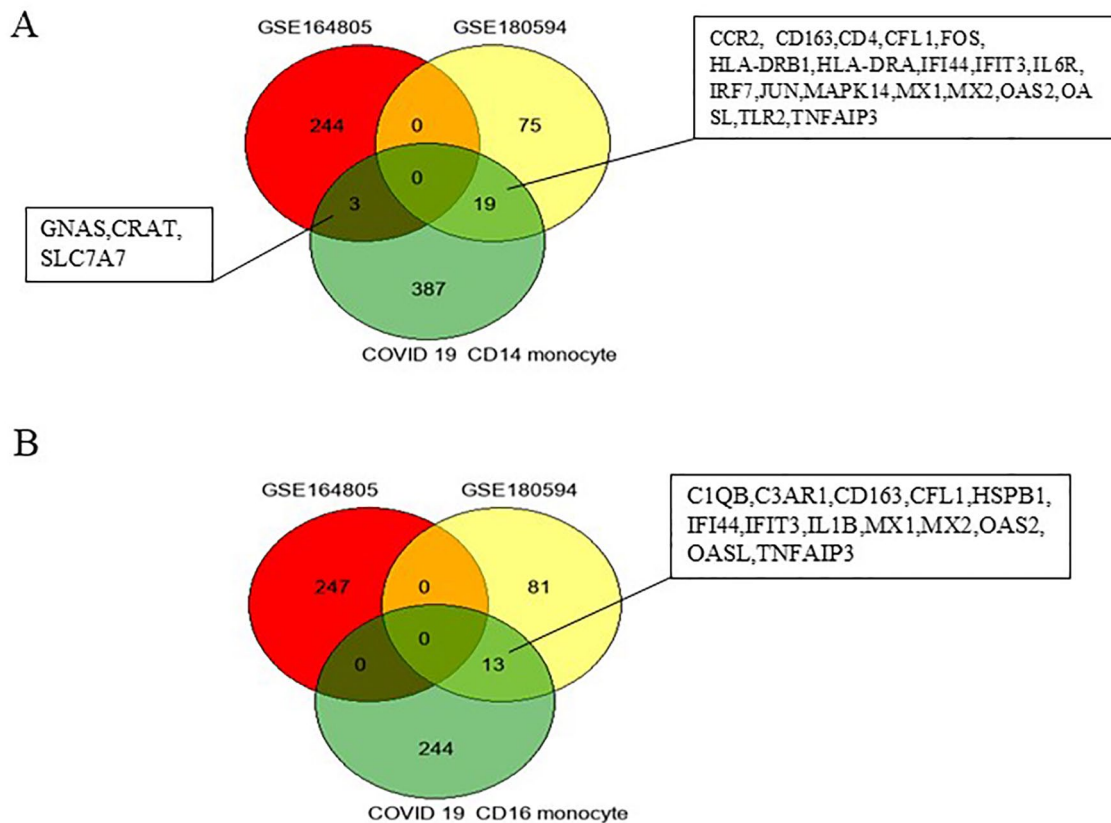 A
GSE164805
GSE180594
244
0
75
0
3
19
387
COVID 19 CD14 monocyte
CCR2, CD163,CD4,CFL1,FOS,
HLA-DRB1,HLA-DRA,IFI44,IFIT3,IL6R,
IRF7,JUN,MAPK14,MX1,MX2,OAS2,OA
SL,TLR2,TNFAIP3
GNAS,CRAT,
SLC7A7
B
GSE164805
GSE180594
247
0
81
0
0
13
244
COVID 19 CD16 monocyte
C1QB,C3AR1,CD163,CFL1,HSPB1,
IFI44,IFIT3,IL1B,MX1,MX2,OAS2,
OASL,TNFAIP3